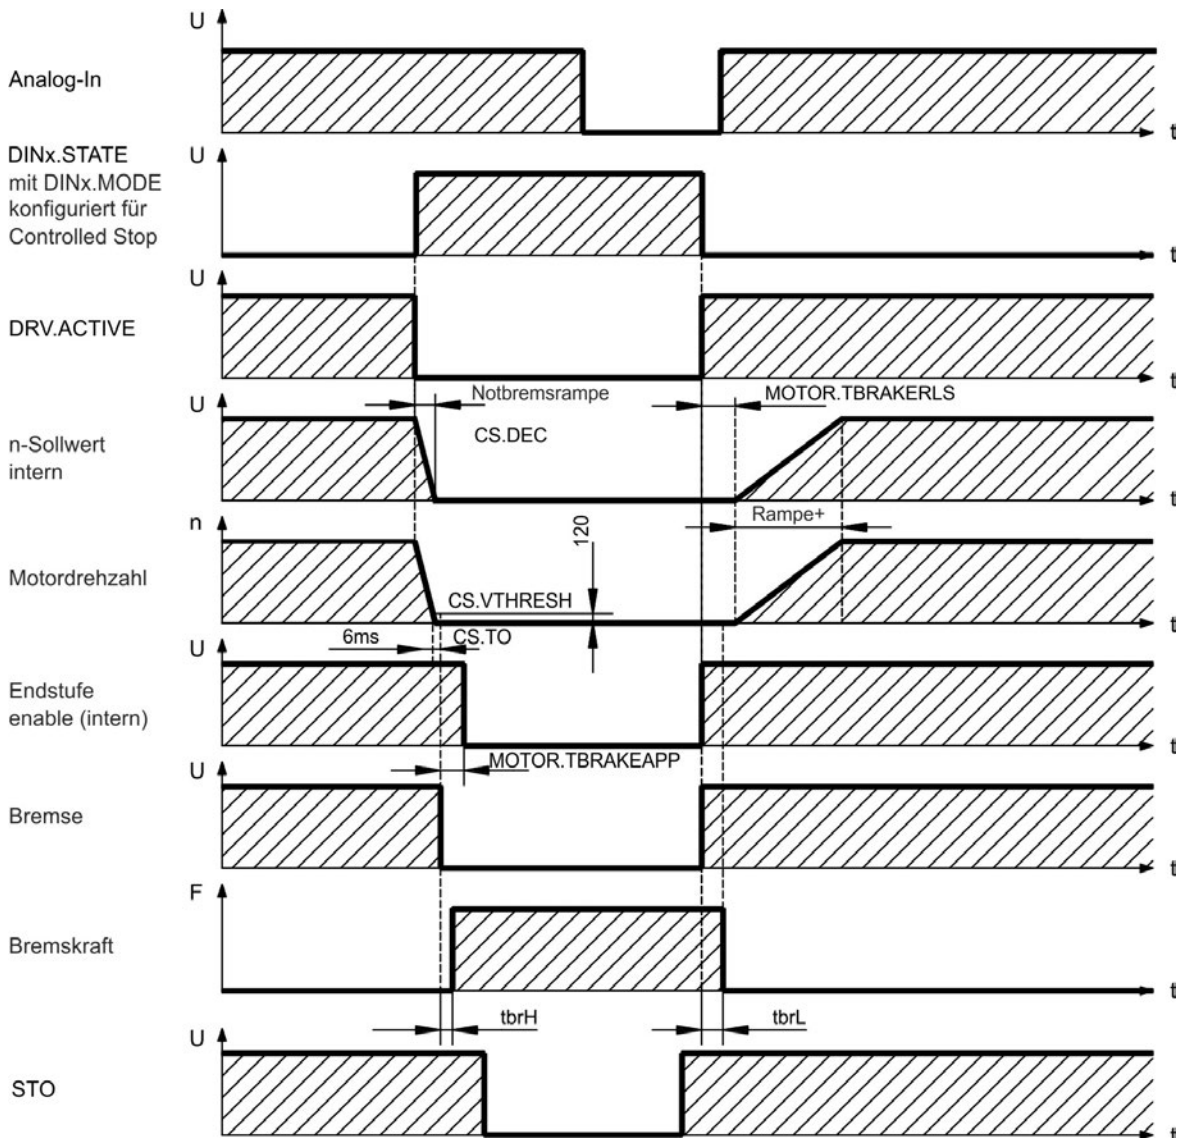 U
Analog-In
t
DINx.STATE
mit DINx.MODE
konfiguriert für
Controlled Stop
U
t
U
DRV.ACTIVE
t
U
Notbremsrampe
MOTOR.TBRAKERLS
CS.DEC
n-Sollwert
intern
t
n
Rampe+
120
Motordrehzahl
CS.VTHRESH
t
6ms
CS.TO
U
Endstufe
enable (intern)
t
MOTOR.TBRAKEAPP
U
Bremse
t
F
Bremskraft
t
tbrH
tbrL
U
STO
t